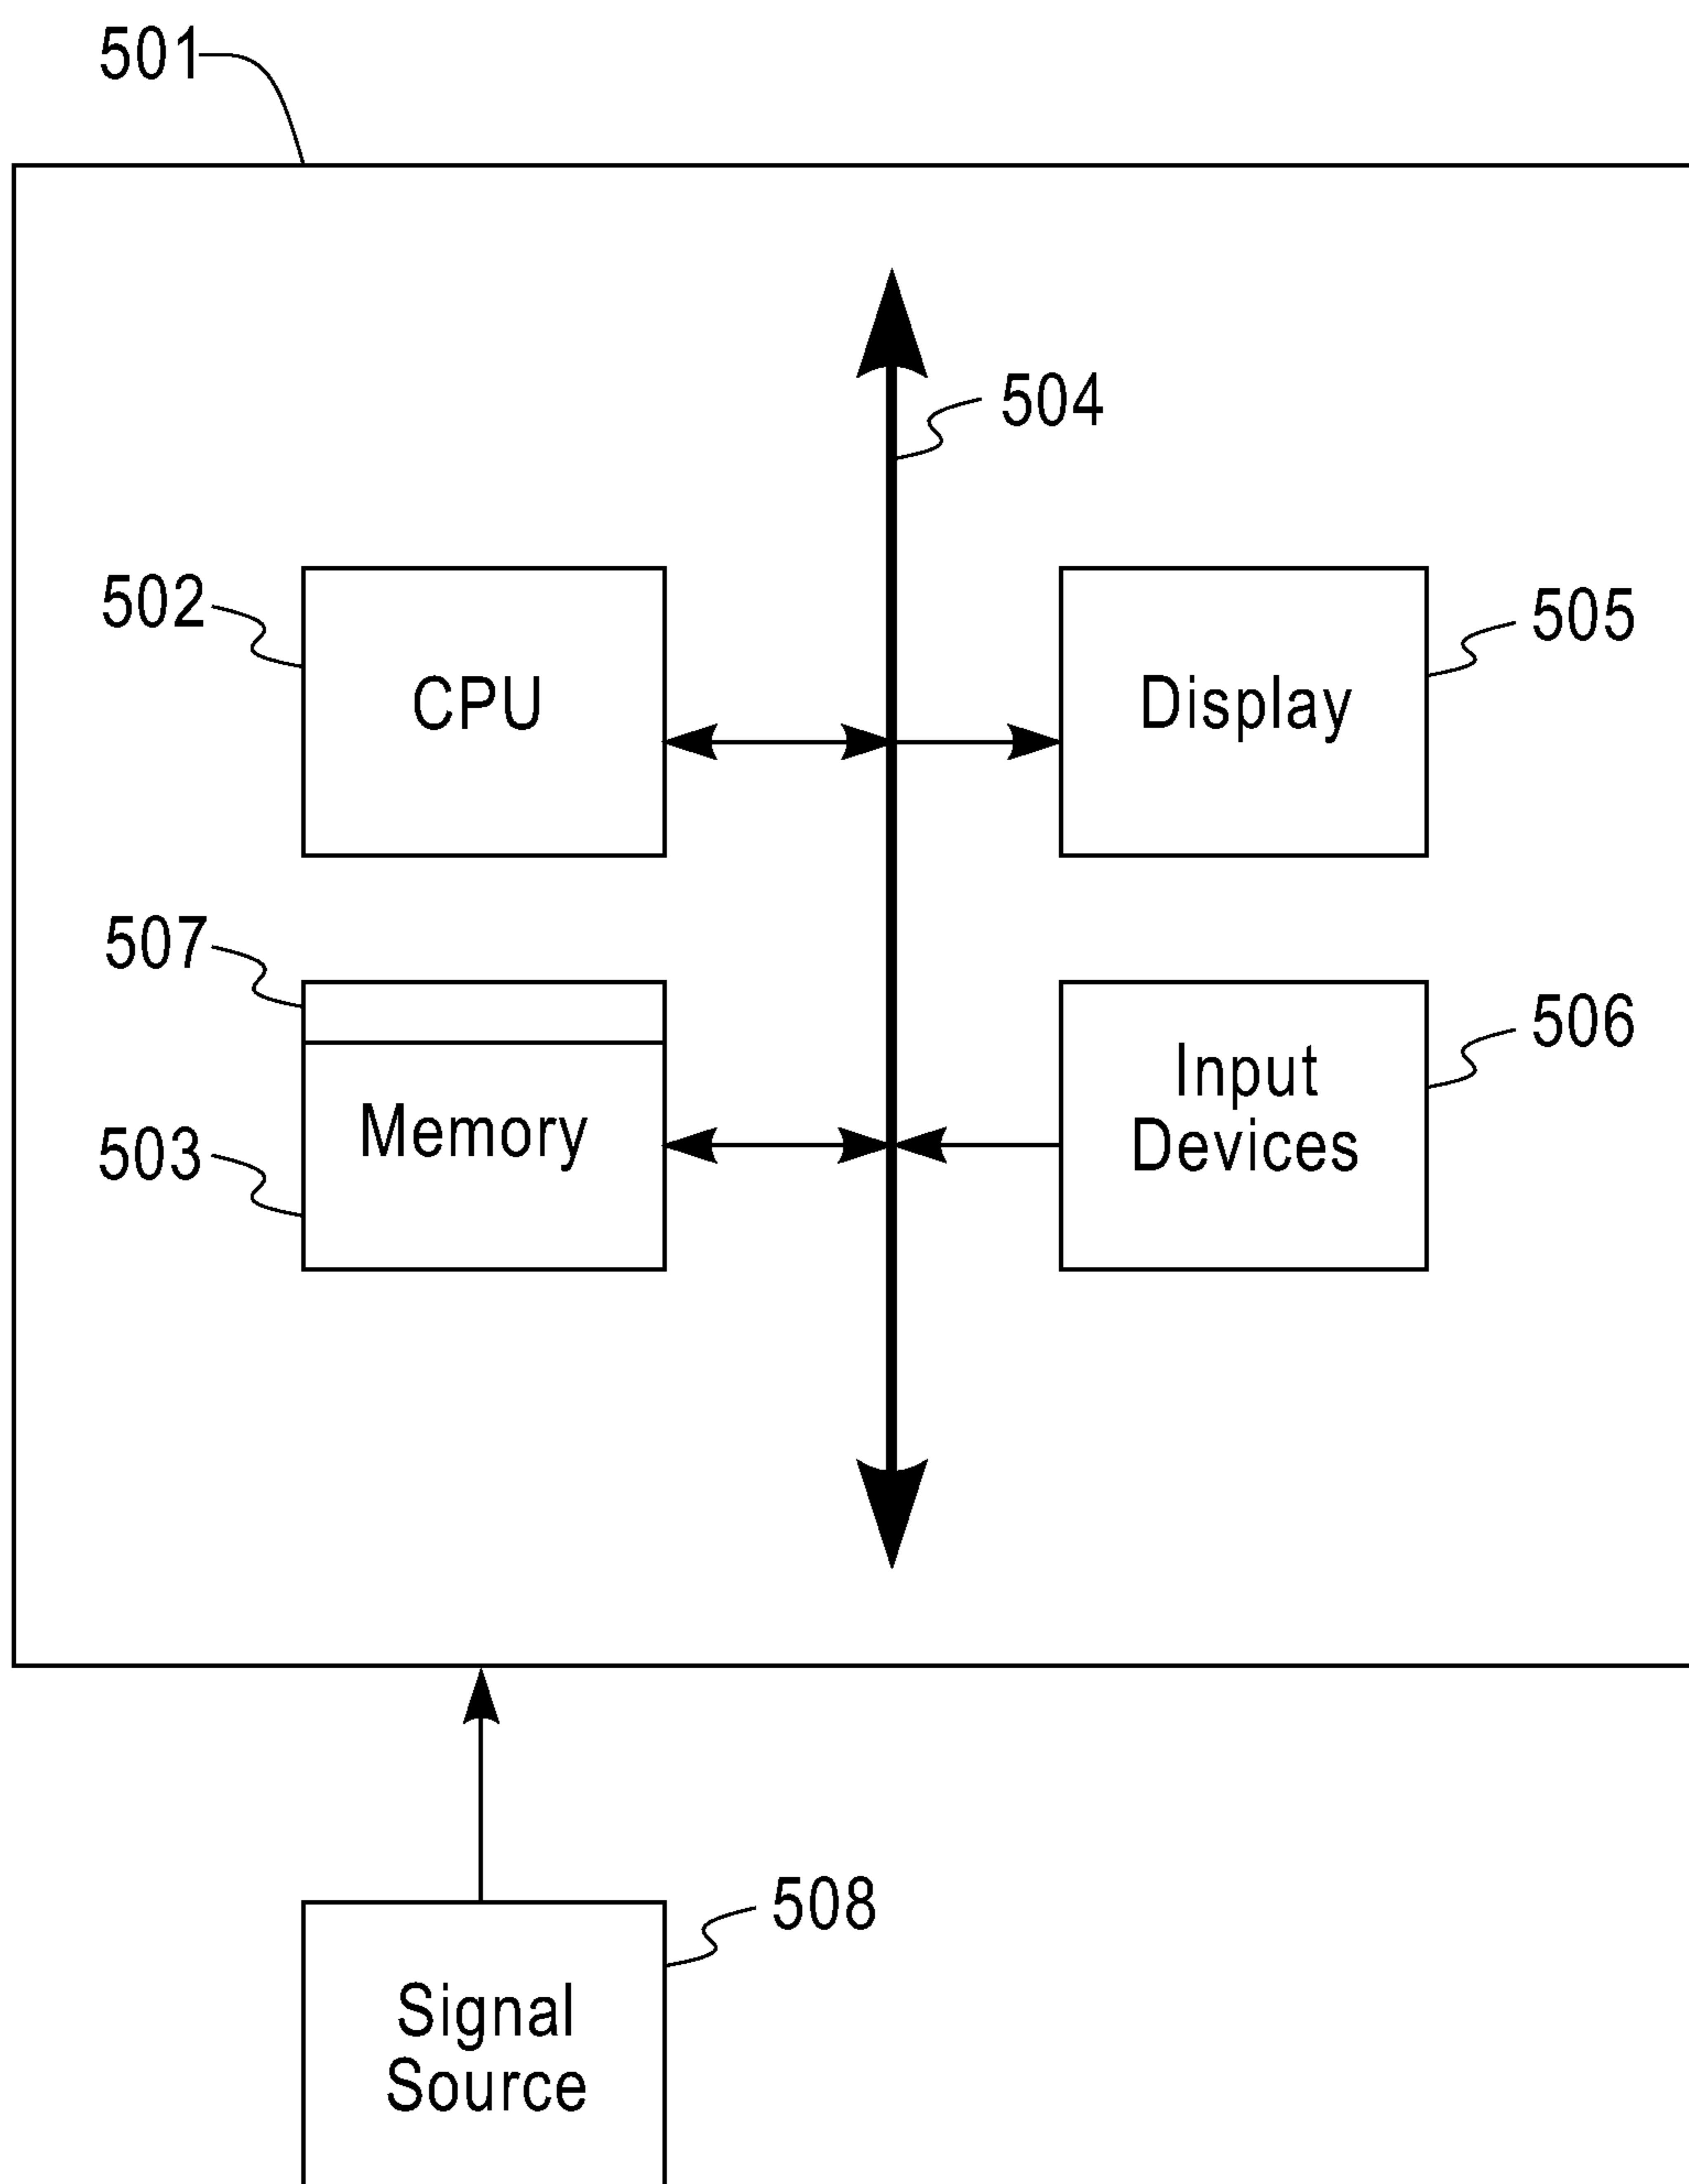 501
504
502
CPU
Display
505
507
Memory
503
Input
Devices
506
508
Signal
Source